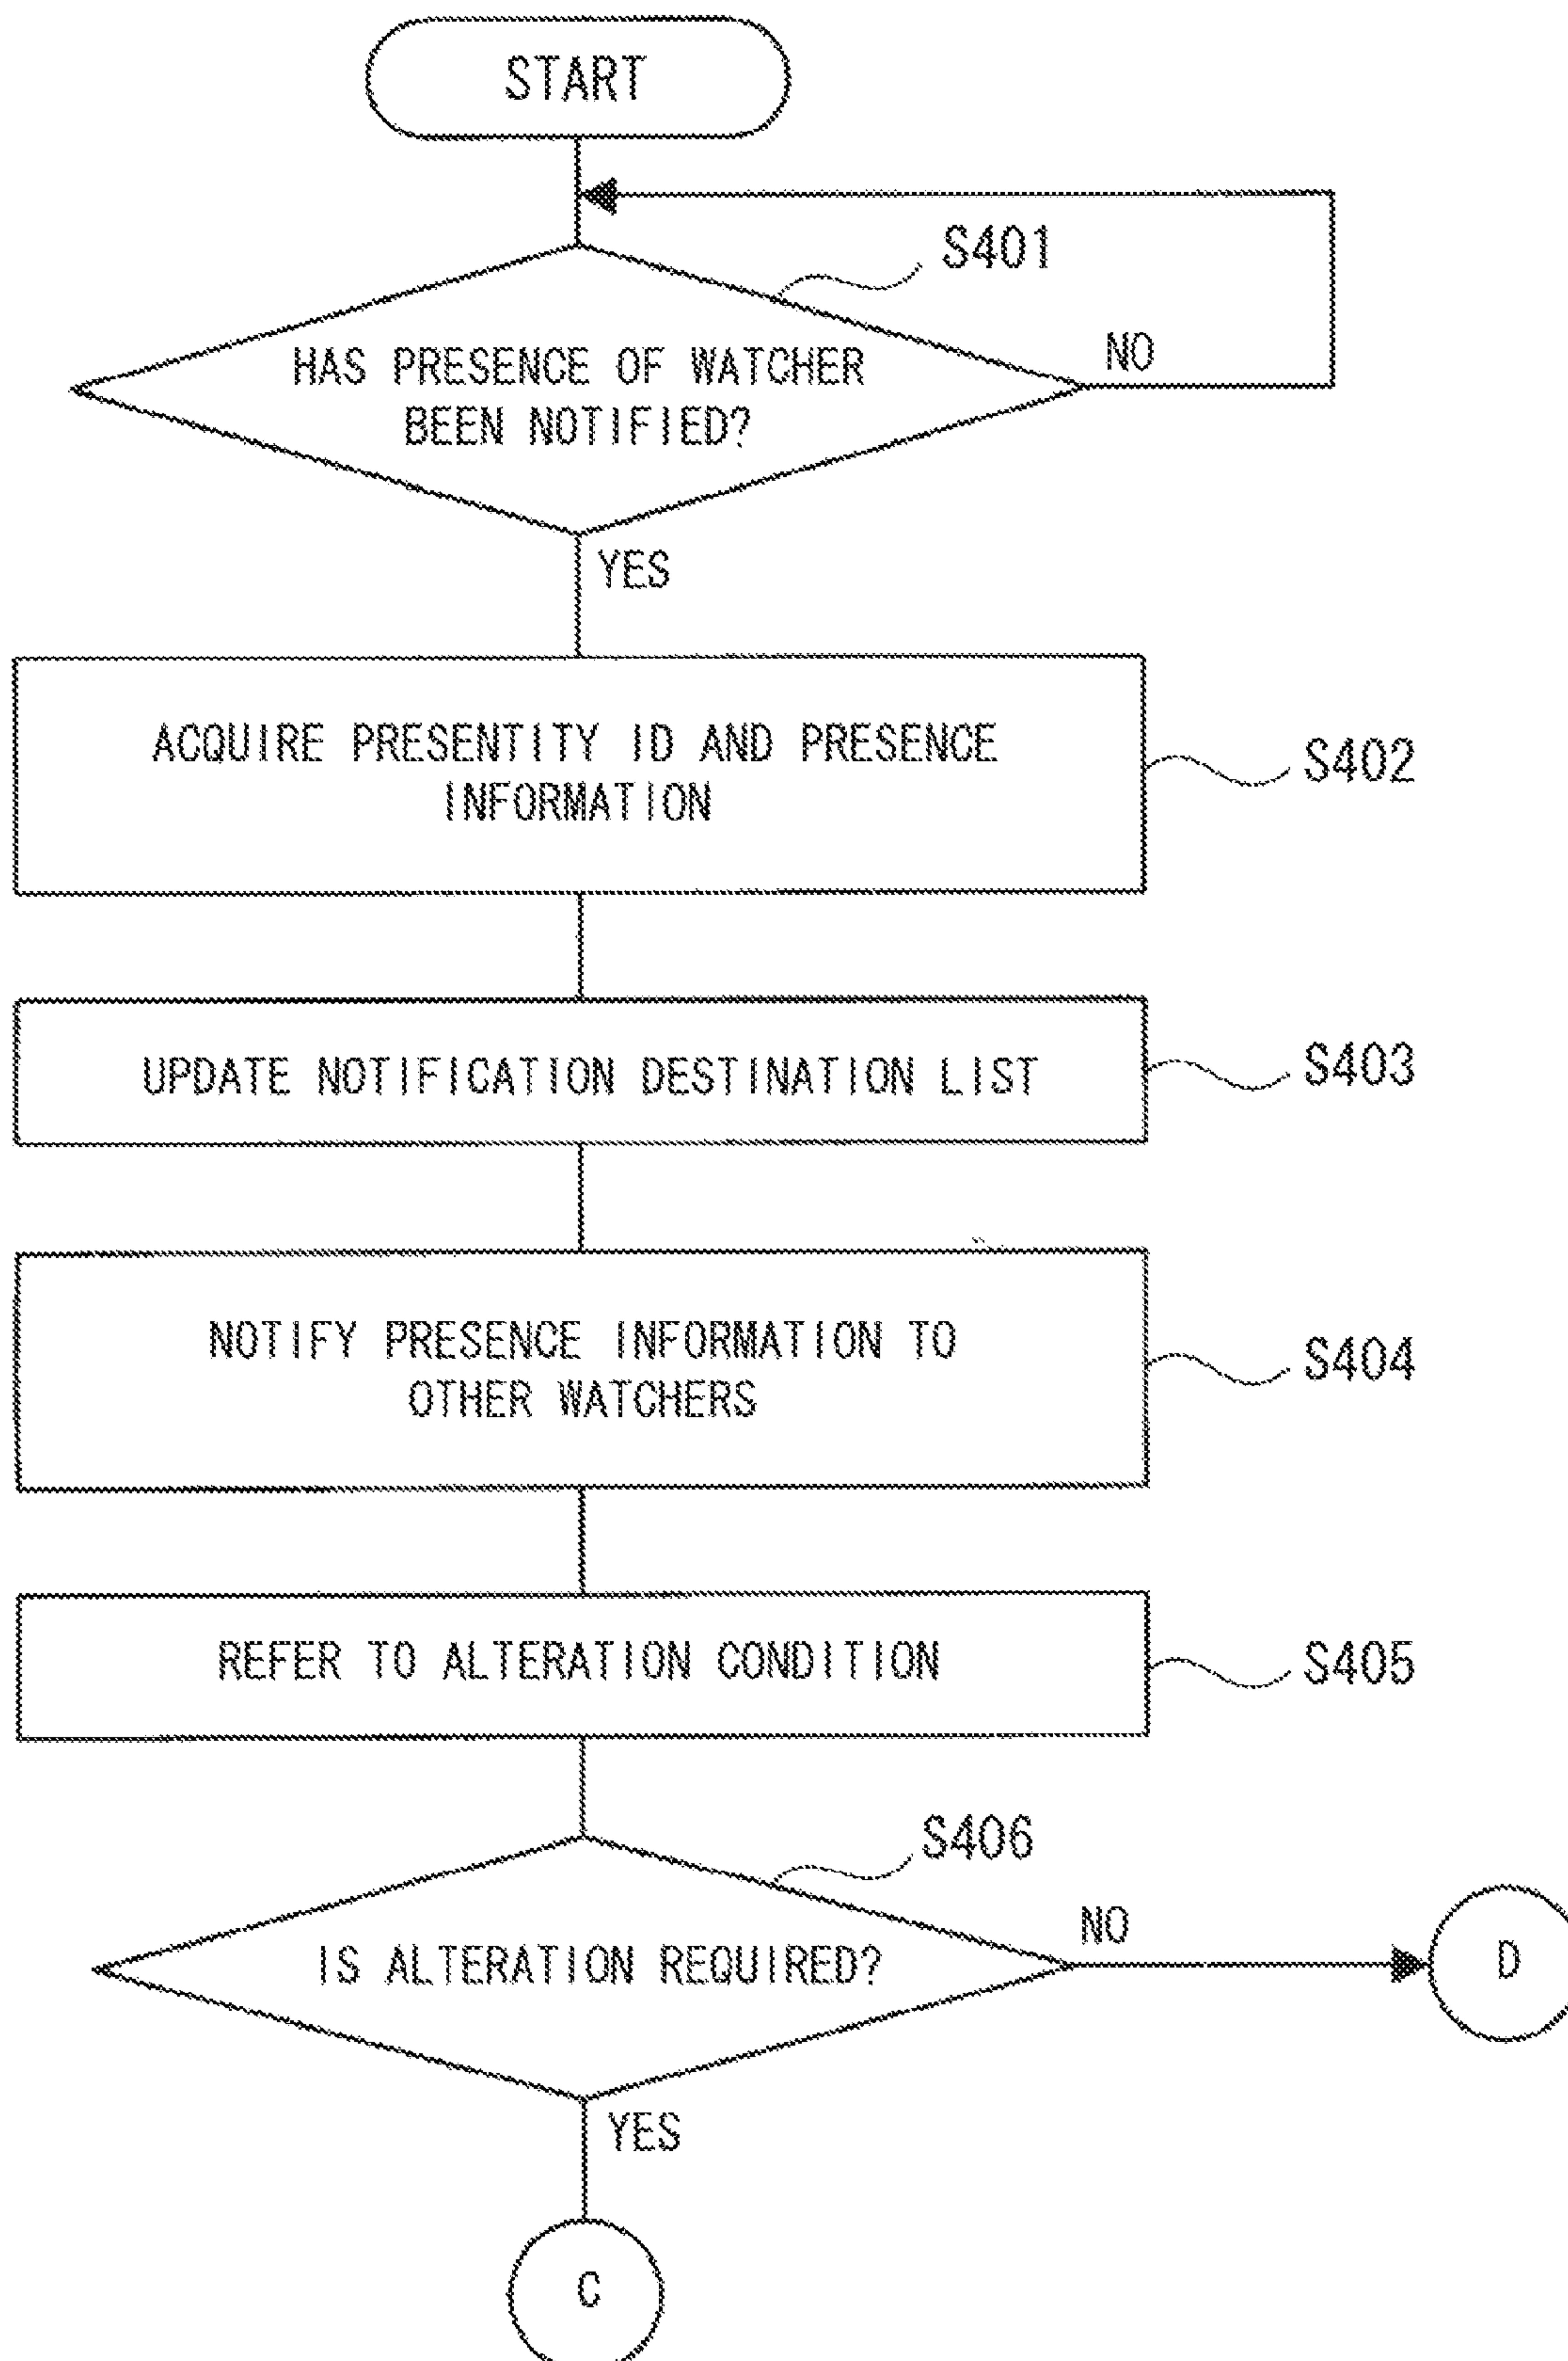 START
S401
HAS PRESENCE OF WATCHER
BEEN NOTIFIED?
NO
YES
ACQUIRE PRESENTITY ID AND PRESENCE
INFORMATION
S402
UPDATE NOTIFICATION DESTINATION LIST
S403
NOTIFY PRESENCE INFORMATION TO
OTHER WATCHERS
S404
REFER TO ALTERATION CONDITION
S405
S406
IS ALTERATION REQUIRED?
NO
D
YES
C